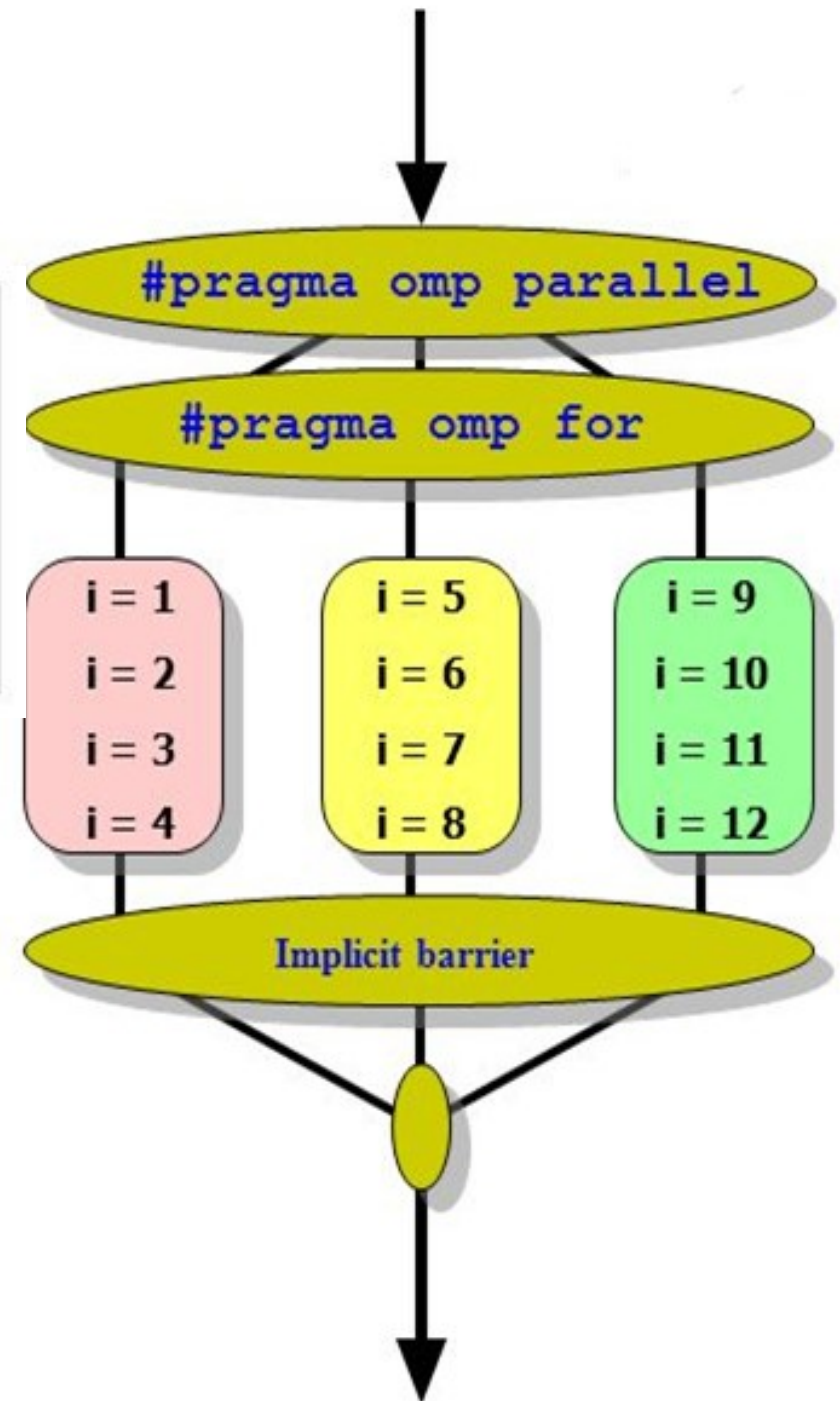 #pragma omp parallel
#pragma omp for
i = 1
i = 2
i = 3
i = 4
i = 5
i = 6
i = 7
i = 8
i = 9
i = 10
i = 11
i = 12
Implicit barrier